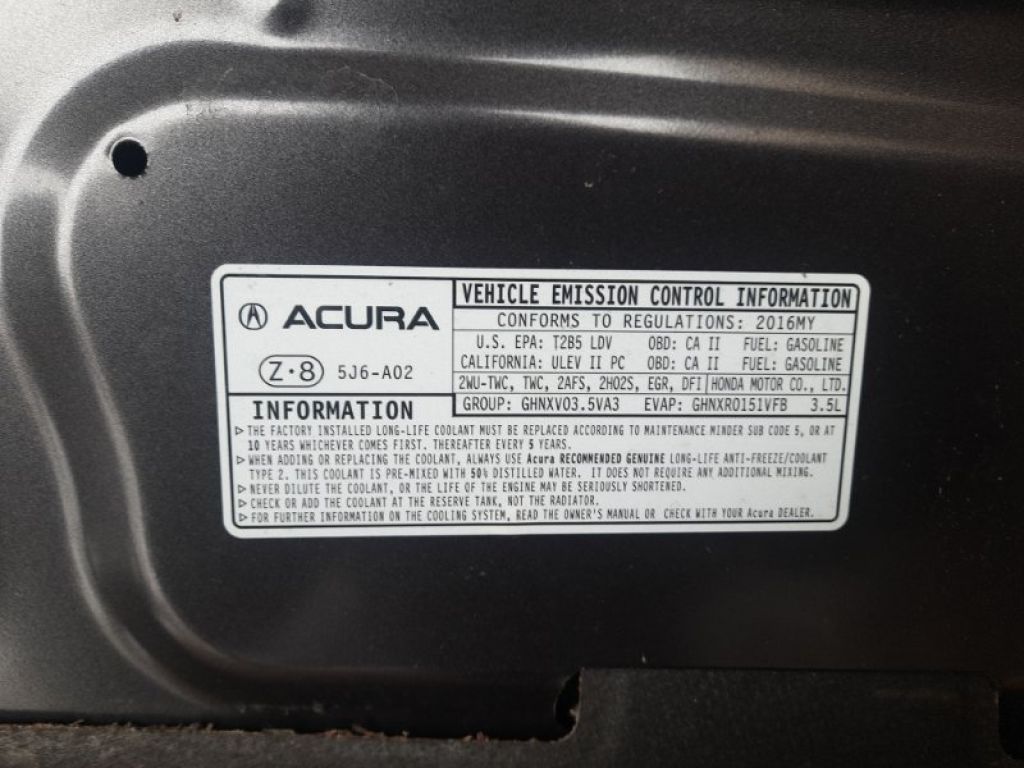 ACURA
Z·8 5J6-A02
VEHICLE EMISSION CONTROL INFORMATION
CONFORMS TO REGULATIONS: 2016MY
U.S. EPA: T2B5 LDV OBD: CA II FUEL: GASOLINE
CALIFORNIA: ULEV II PC OBD: CA II FUEL: GASOLINE
2WU-TWC, TWC, 2AFS, 2HO2S, EGR, DFI HONDA MOTOR CO., LTD.
GROUP: GHNXV03.5VA3 EVAP: GHNXR0151VFB 3.5L
INFORMATION
▷ THE FACTORY INSTALLED LONG-LIFE COOLANT MUST BE REPLACED ACCORDING TO MAINTENANCE MINDER SUB CODE 5, OR AT
10 YEARS WHICHEVER COMES FIRST. THEREAFTER EVERY 5 YEARS.
▷ WHEN ADDING OR REPLACING THE COOLANT, ALWAYS USE Acura RECOMMENDED GENUINE LONG-LIFE ANTI-FREEZE/COOLANT
TYPE 2. THIS COOLANT IS PRE-MIXED WITH 50% DISTILLED WATER. IT DOES NOT REQUIRE ANY ADDITIONAL MIXING.
▷ NEVER DILUTE THE COOLANT, OR THE LIFE OF THE ENGINE MAY BE SERIOUSLY SHORTENED.
▷ CHECK OR ADD THE COOLANT AT THE RESERVE TANK, NOT THE RADIATOR.
▷ FOR FURTHER INFORMATION ON THE COOLING SYSTEM, READ THE OWNER'S MANUAL OR CHECK WITH YOUR Acura DEALER.